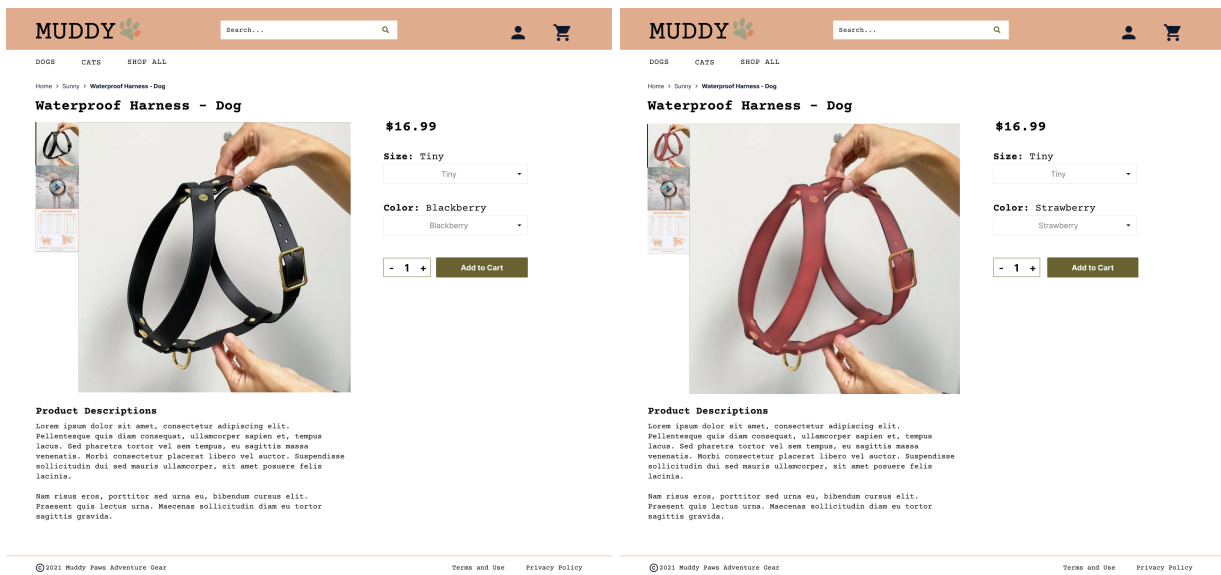 MUDDY
Search...
DOGS CATS SHOP ALL
Home > Sunny > Waterproof Harness - Dog
Waterproof Harness - Dog
$16.99
Size: Tiny
Tiny
Color: Blackberry
Blackberry
- 1 + Add to Cart
Product Descriptions
Lorem ipsum dolor sit amet, consectetur adipiscing elit.
Pellentesque quis diam consequat, ullamcorper sapien et, tempus
lacus. Sed pharetra tortor vel sem tempus, eu sagittis massa
venenatis. Morbi consectetur placerat libero vel auctor. Suspendisse
sollicitudin dui sed mauris ullamcorper, sit amet posuere felis
lacinia.
Nam risus eros, porttitor sed urna eu, bibendum cursus elit.
Praesent quis lectus urna. Maecenas sollicitudin diam eu tortor
sagittis gravida.
©2021 Muddy Paws Adventure Gear Terms and Use Privacy Policy
MUDDY
Search...
DOGS CATS SHOP ALL
Home > Sunny > Waterproof Harness - Dog
Waterproof Harness - Dog
$16.99
Size: Tiny
Tiny
Color: Strawberry
Strawberry
- 1 + Add to Cart
Product Descriptions
Lorem ipsum dolor sit amet, consectetur adipiscing elit.
Pellentesque quis diam consequat, ullamcorper sapien et, tempus
lacus. Sed pharetra tortor vel sem tempus, eu sagittis massa
venenatis. Morbi consectetur placerat libero vel auctor. Suspendisse
sollicitudin dui sed mauris ullamcorper, sit amet posuere felis
lacinia.
Nam risus eros, porttitor sed urna eu, bibendum cursus elit.
Praesent quis lectus urna. Maecenas sollicitudin diam eu tortor
sagittis gravida.
©2021 Muddy Paws Adventure Gear Terms and Use Privacy Policy